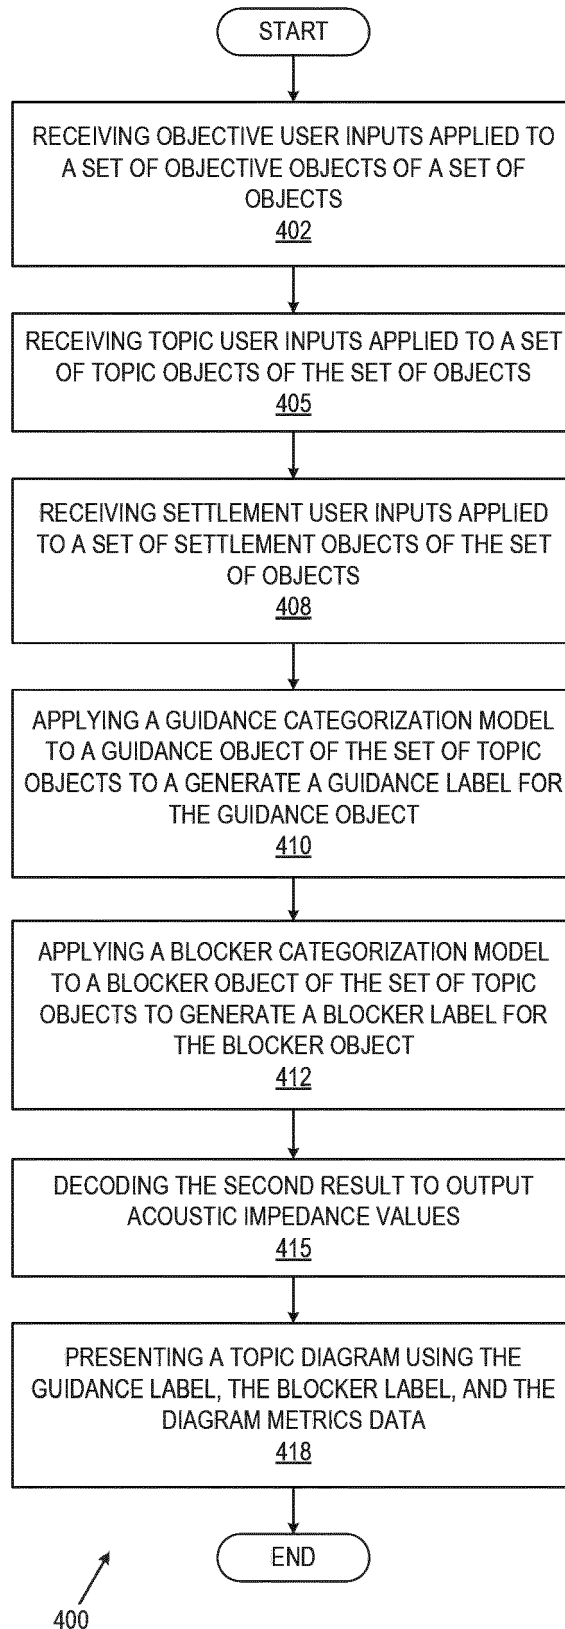 START
RECEIVING OBJECTIVE USER INPUTS APPLIED TO
A SET OF OBJECTIVE OBJECTS OF A SET OF
OBJECTS
402
RECEIVING TOPIC USER INPUTS APPLIED TO A SET
OF TOPIC OBJECTS OF THE SET OF OBJECTS
405
RECEIVING SETTLEMENT USER INPUTS APPLIED
TO A SET OF SETTLEMENT OBJECTS OF THE SET
OF OBJECTS
408
APPLYING A GUIDANCE CATEGORIZATION MODEL
TO A GUIDANCE OBJECT OF THE SET OF TOPIC
OBJECTS TO A GENERATE A GUIDANCE LABEL FOR
THE GUIDANCE OBJECT
410
APPLYING A BLOCKER CATEGORIZATION MODEL
TO A BLOCKER OBJECT OF THE SET OF TOPIC
OBJECTS TO GENERATE A BLOCKER LABEL FOR
THE BLOCKER OBJECT
412
DECODING THE SECOND RESULT TO OUTPUT
ACOUSTIC IMPEDANCE VALUES
415
PRESENTING A TOPIC DIAGRAM USING THE
GUIDANCE LABEL, THE BLOCKER LABEL, AND THE
DIAGRAM METRICS DATA
418
END
400